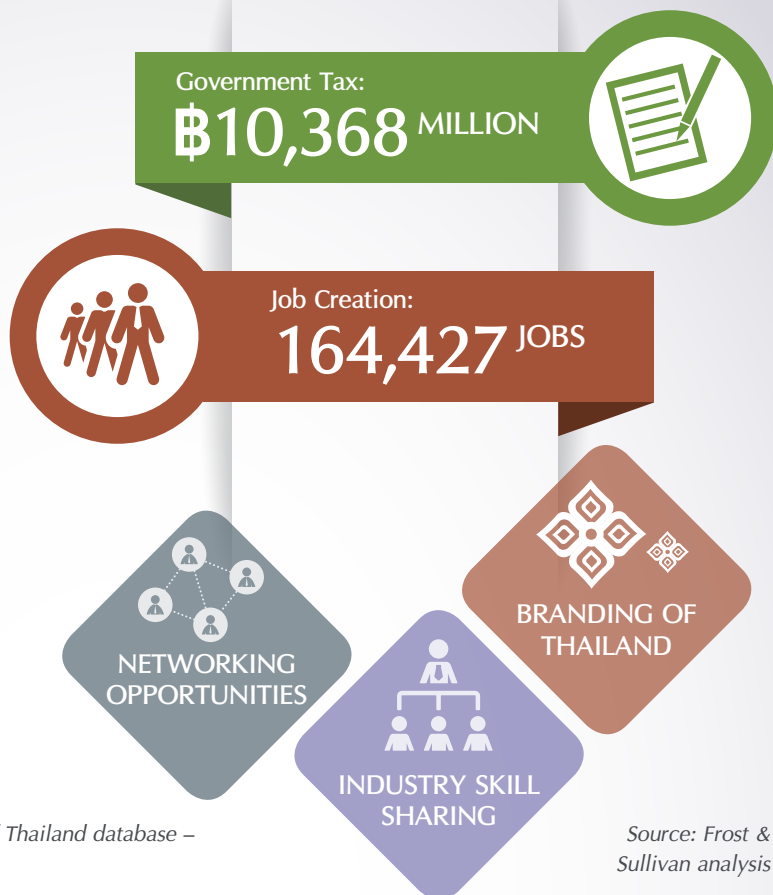 Government Tax:
฿10,368 MILLION
Job Creation:
164,427 JOBS
BRANDING OF
THAILAND
NETWORKING
OPPORTUNITIES
INDUSTRY SKILL
SHARING
Thailand database –
Source: Frost &
Sullivan analysis